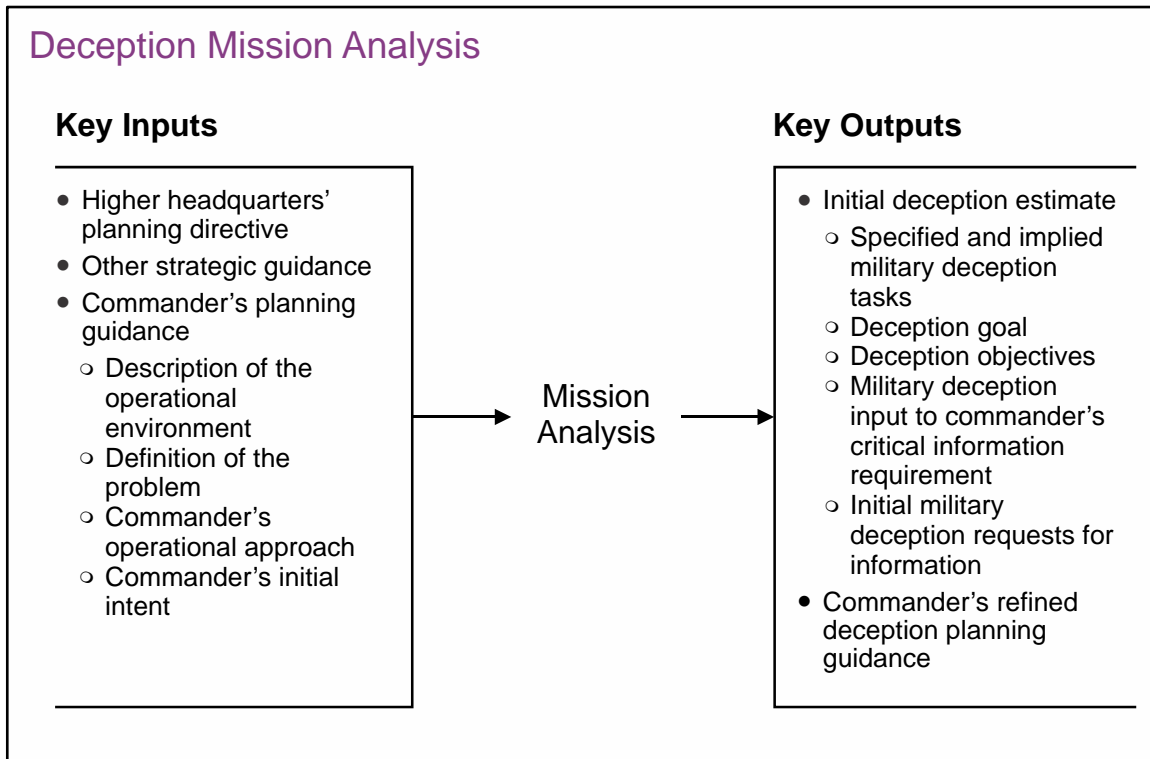 Deception Mission Analysis
Key Inputs
• Higher headquarters'
planning directive
• Other strategic guidance
• Commander's planning
guidance
○ Description of the
operational
environment
○ Definition of the
problem
○ Commander's
operational approach
○ Commander's initial
intent
Mission
Analysis
Key Outputs
• Initial deception estimate
○ Specified and implied
military deception
tasks
○ Deception goal
○ Deception objectives
○ Military deception
input to commander's
critical information
requirement
○ Initial military
deception requests for
information
• Commander's refined
deception planning
guidance